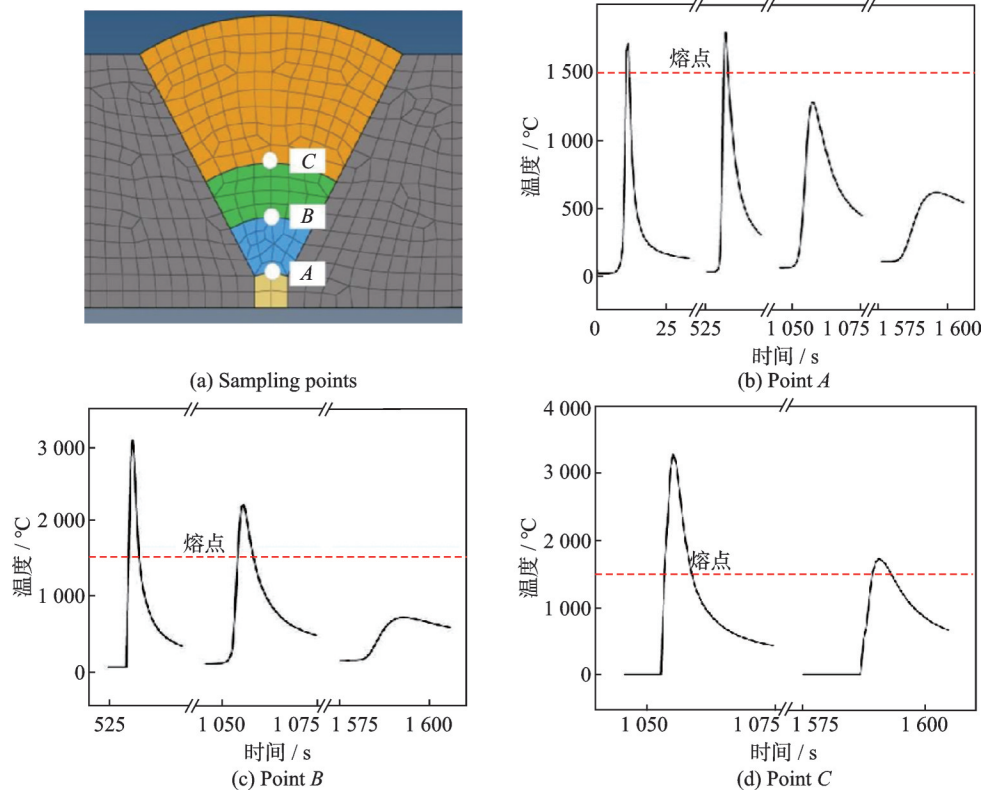 C
B
A
(a) Sampling points
熔点
1 500
1 000
500
0
温度 / °C
0 25 525 1 050 1 075 1 575 1 600
时间 / s
(b) Point A
3 000
2 000
1 000
0
熔点
温度 / °C
525 1 050 1 075 1 575 1 600
时间 / s
(c) Point B
4 000
3 000
2 000
1 000
0
熔点
温度 / °C
1 050 1 075 1 575 1 600
时间 / s
(d) Point C